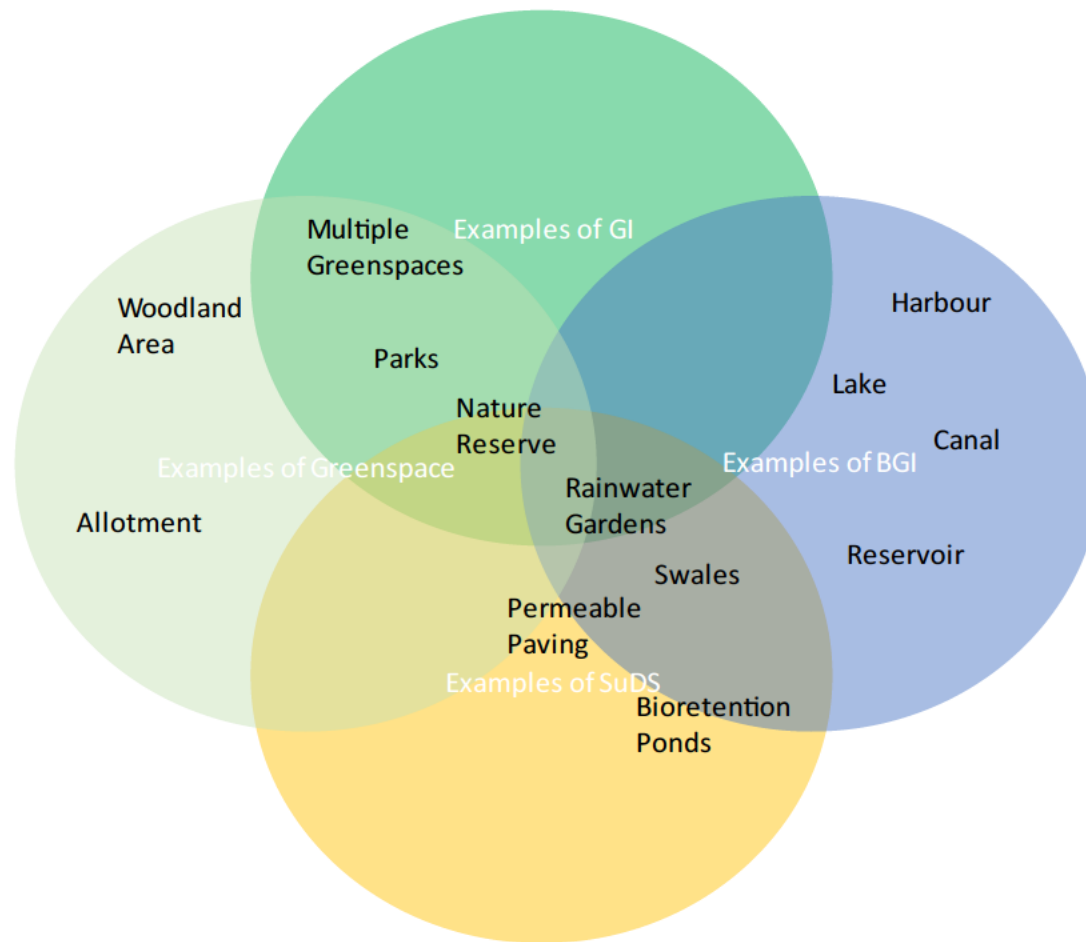 Multiple
Greenspaces
Examples of GI
Woodland
Area
Harbour
Parks
Lake
Nature
Reserve
Canal
Examples of Greenspace
Examples of BGI
Rainwater
Gardens
Allotment
Reservoir
Swales
Permeable
Paving
Examples of SuDS
Bioretention
Ponds